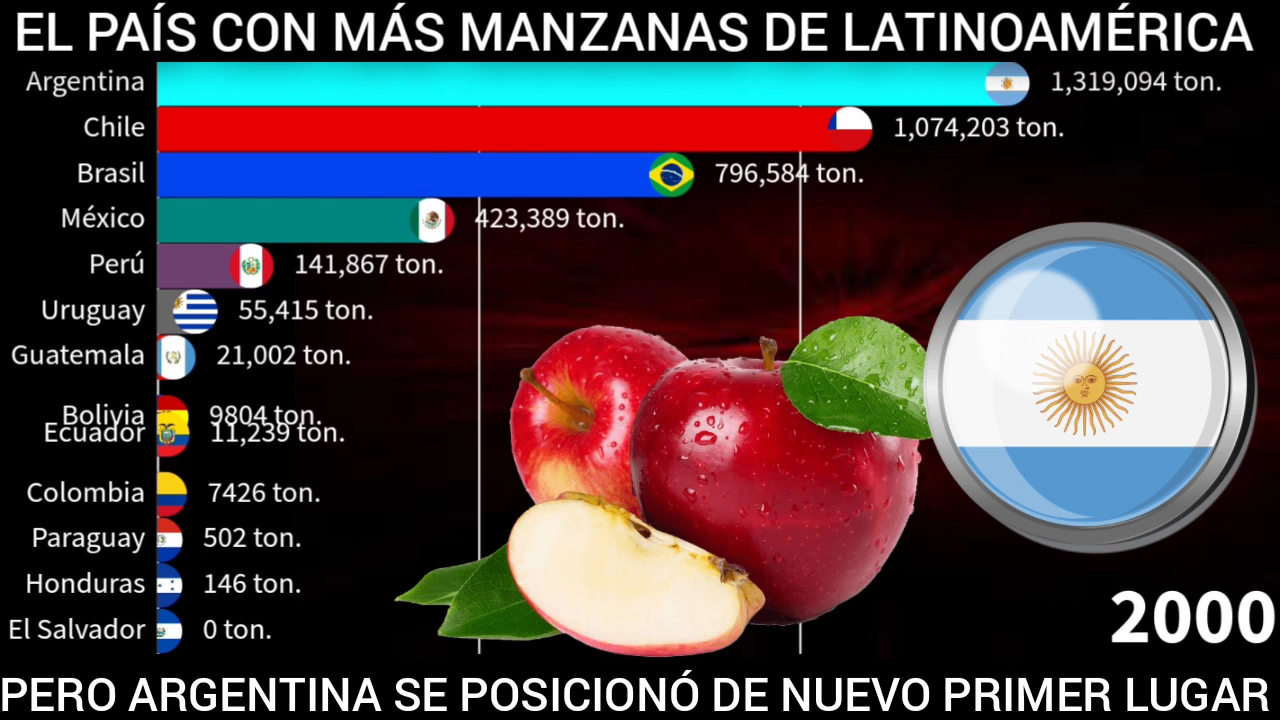 EL PAÍS CON MÁS MANZANAS DE LATINOAMÉRICA
Argentina 1,319,094 ton.
Chile 1,074,203 ton.
Brasil 796,584 ton.
México 423,389 ton.
Perú 141,867 ton.
Uruguay 55,415 ton.
Guatemala 21,002 ton.
Bolivia 9804 ton.
Ecuador 11,239 ton.
Colombia 7426 ton.
Paraguay 502 ton.
Honduras 146 ton.
El Salvador 0 ton.
2000
PERO ARGENTINA SE POSICIONÓ DE NUEVO PRIMER LUGAR